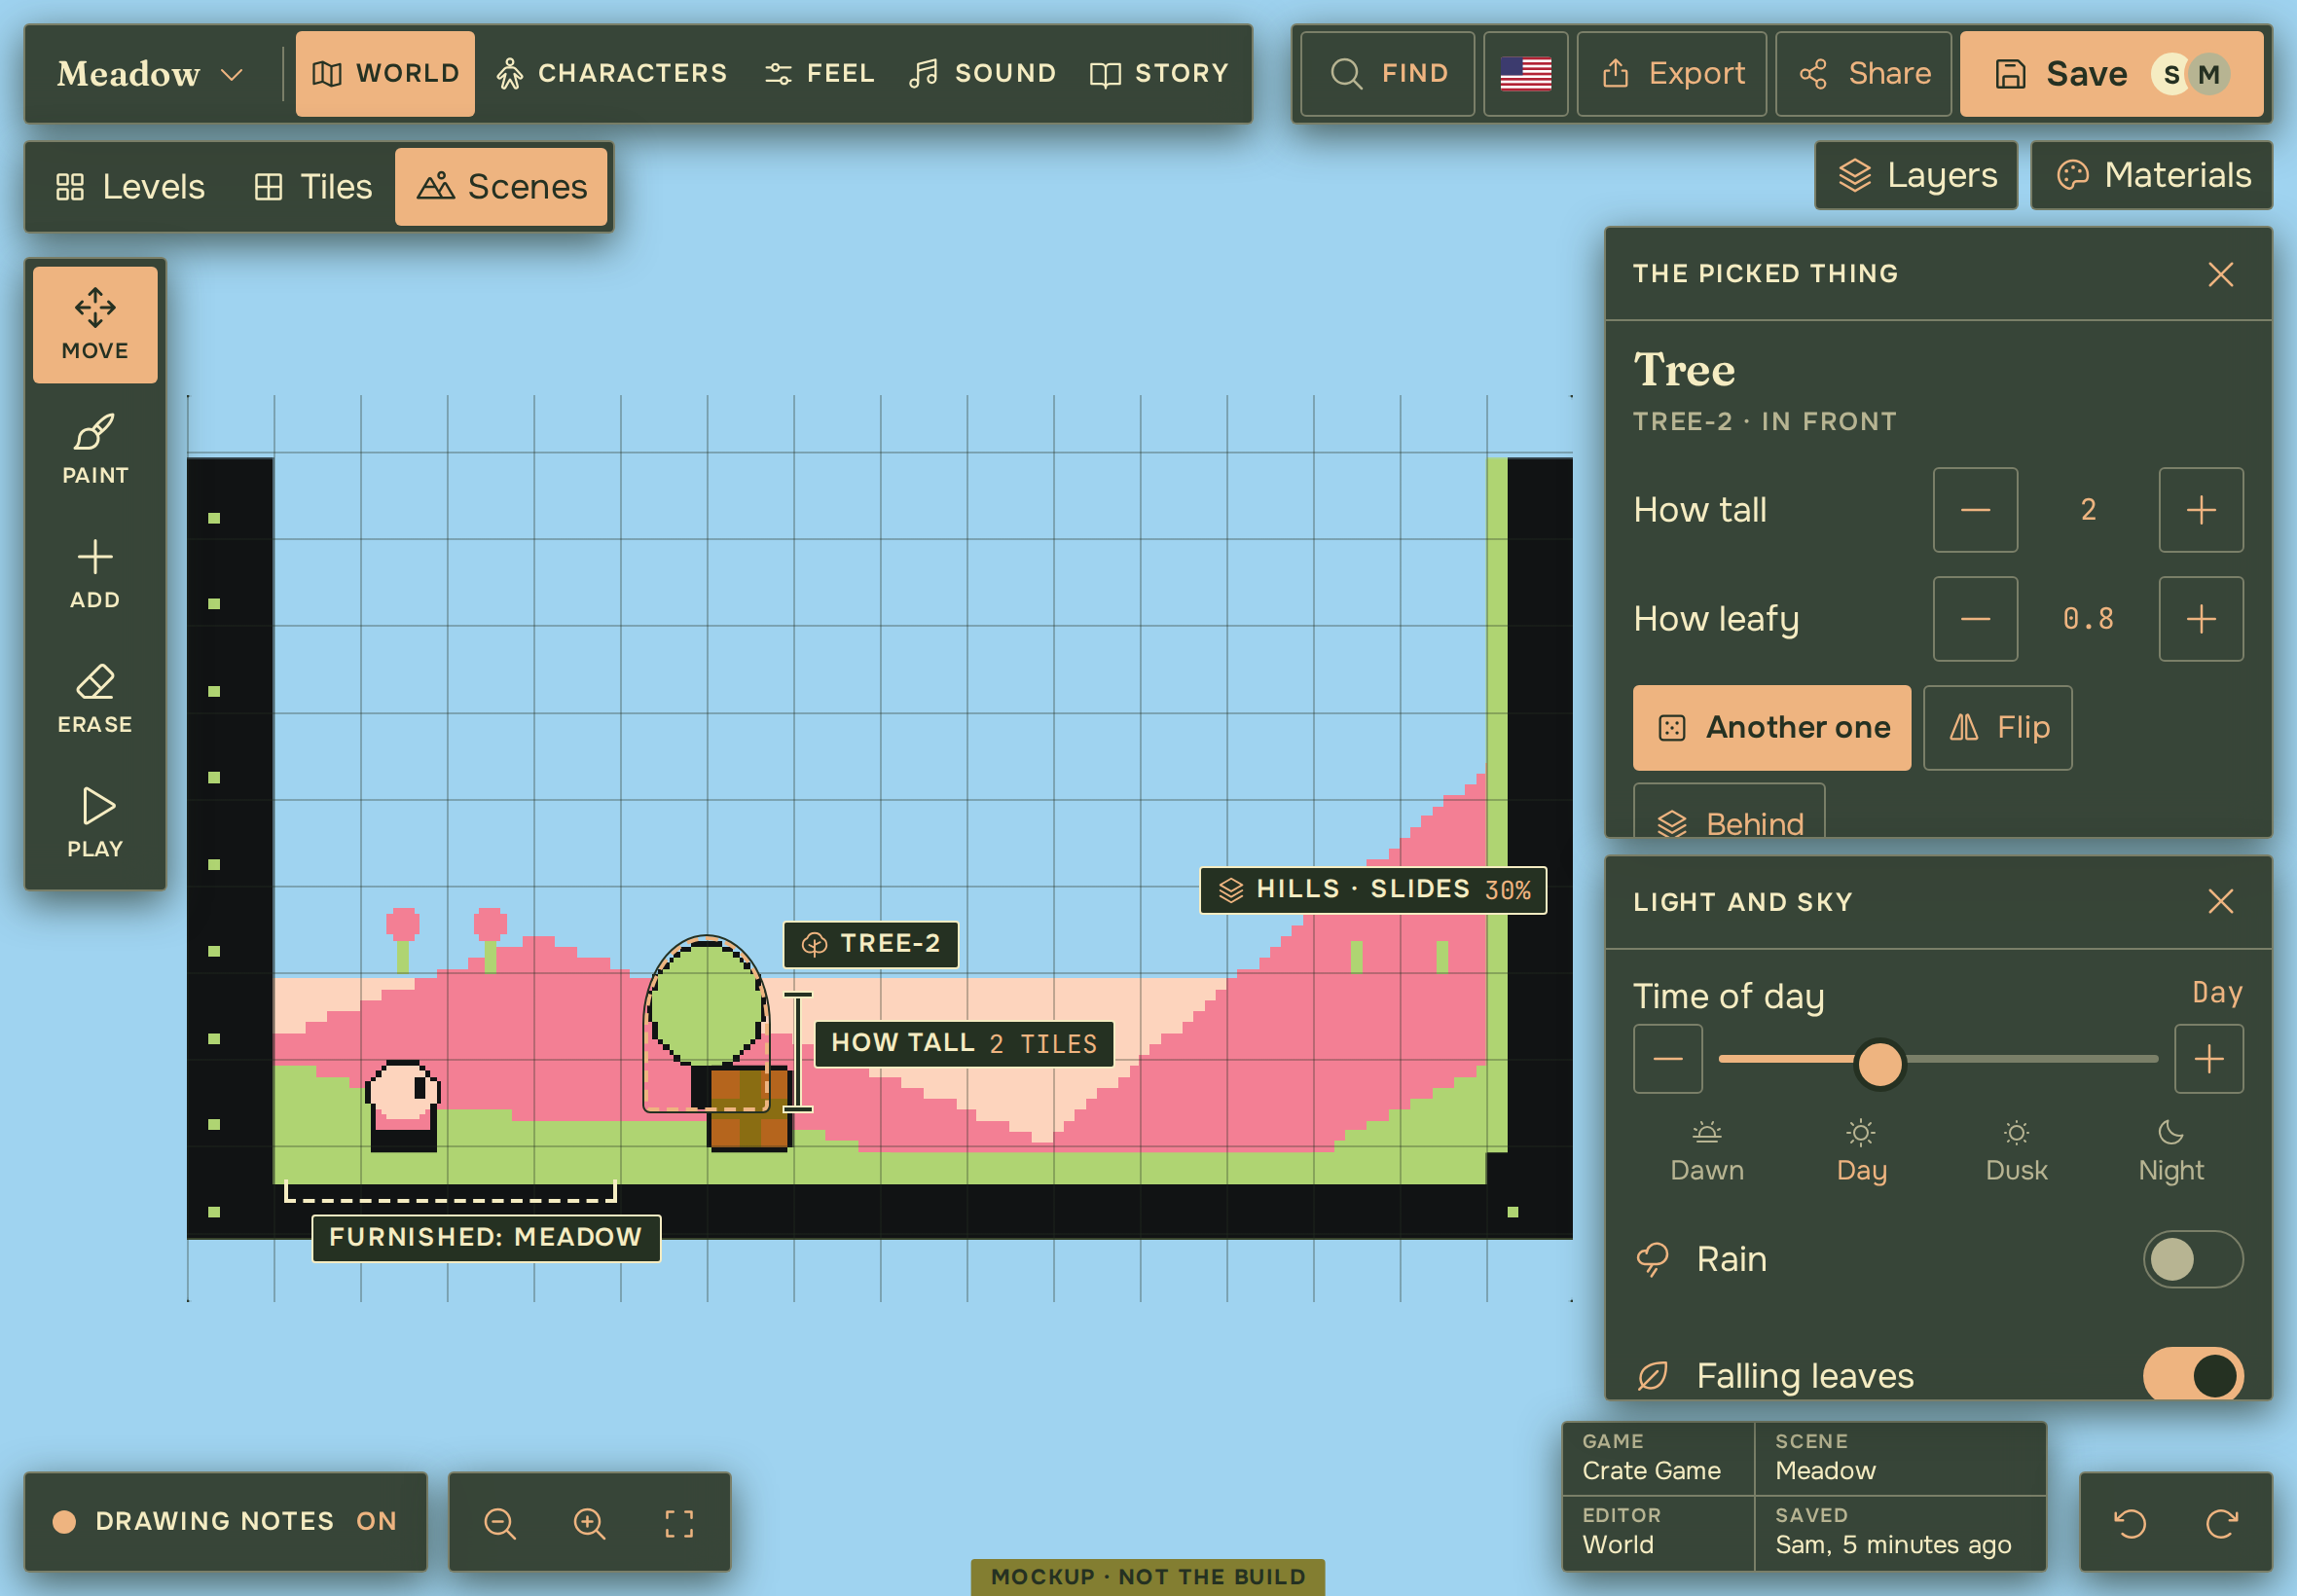 Meadow
WORLD
CHARACTERS
FEEL
SOUND
STORY
FIND
Export
Share
Save
S
M
Levels
Tiles
Scenes
Layers
Materials
MOVE
PAINT
ADD
ERASE
PLAY
THE PICKED THING
Tree
TREE-2 · IN FRONT
How tall
2
How leafy
0.8
Another one
Flip
Behind
HILLS · SLIDES 30%
TREE-2
HOW TALL 2 TILES
FURNISHED: MEADOW
LIGHT AND SKY
Time of day
Day
Dawn
Day
Dusk
Night
Rain
Falling leaves
GAME
Crate Game
SCENE
Meadow
EDITOR
World
SAVED
Sam, 5 minutes ago
DRAWING NOTES ON
MOCKUP · NOT THE BUILD